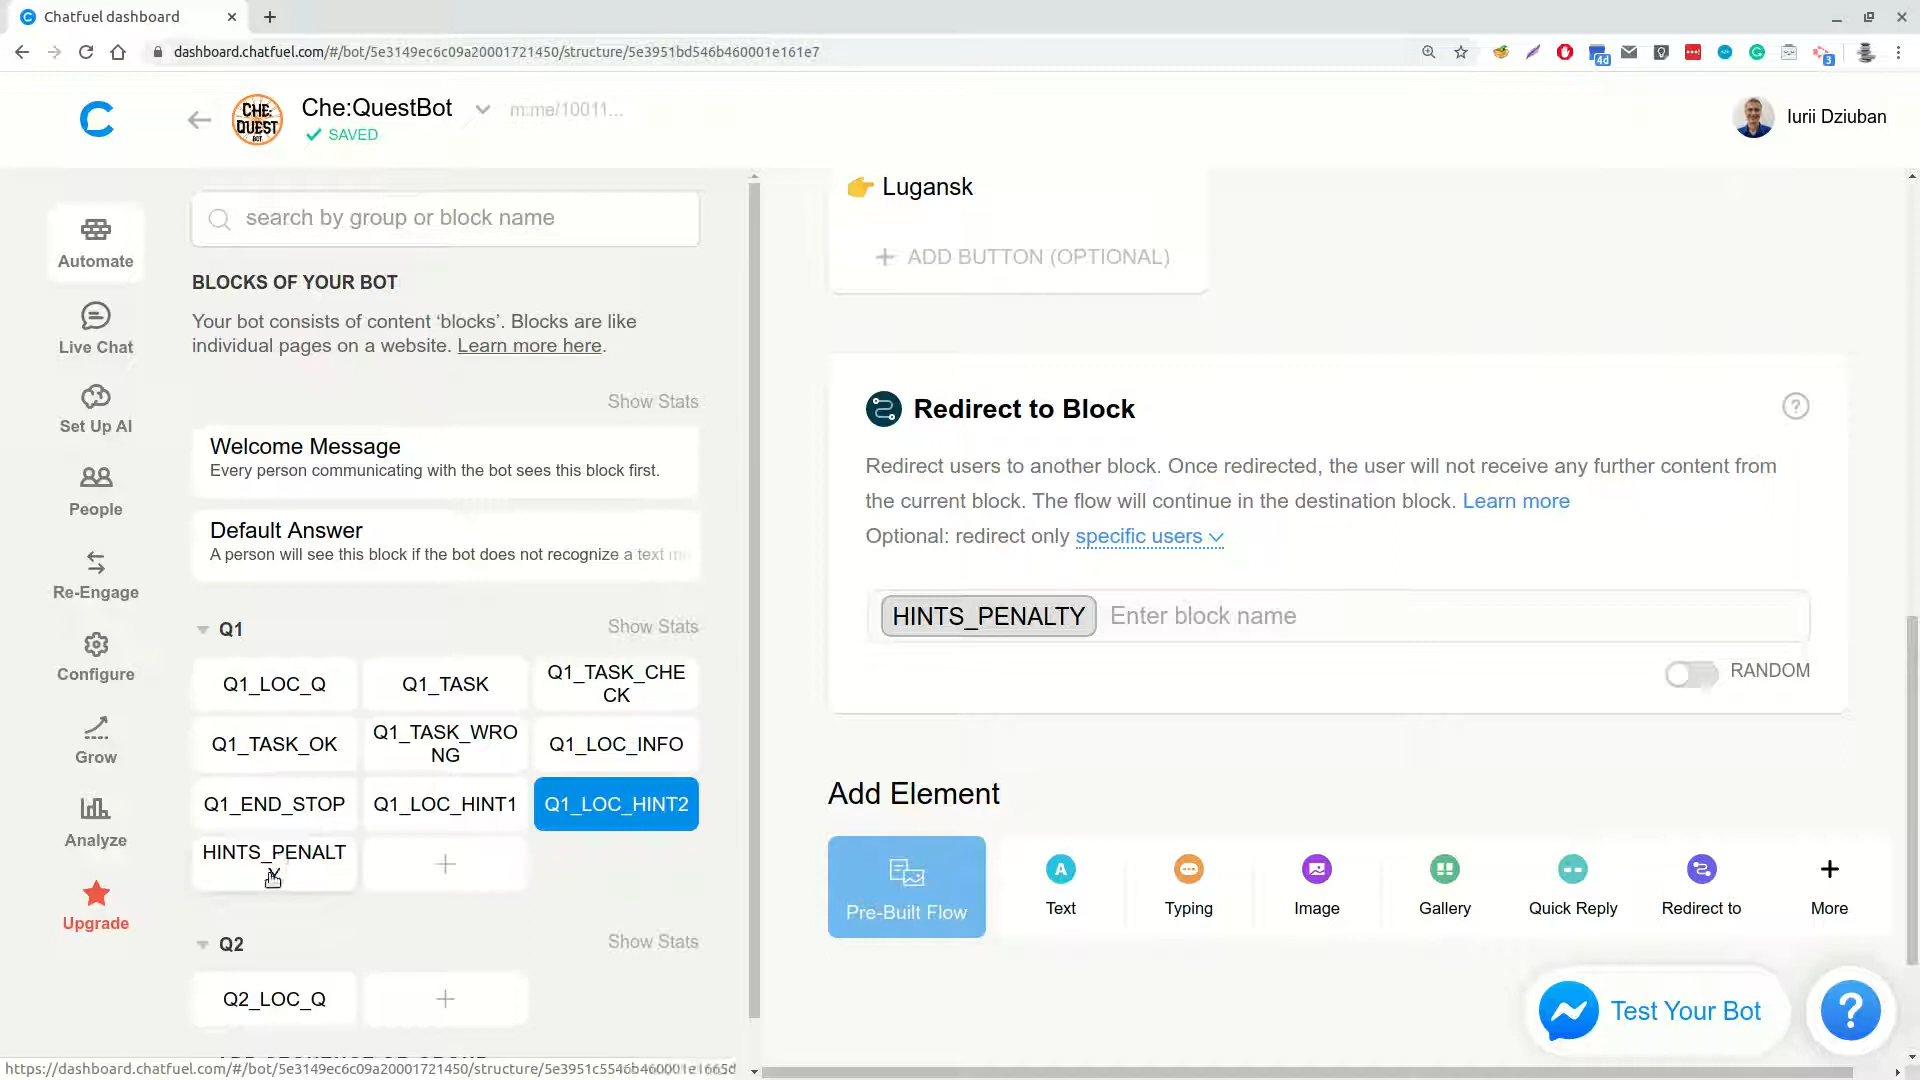 Chatfuel dashboard
dashboard.chatfuel.com/#/bot/5e3149ec6c09a20001721450/structure/5e3951bd546b460001e161e7
4d
3
CHE:
QUEST
BOT
Che:QuestBot
m.me/10011...
SAVED
Iurii Dziuban
Automate
Live Chat
Set Up AI
People
Re-Engage
Configure
Grow
Analyze
Upgrade
search by group or block name
BLOCKS OF YOUR BOT
Your bot consists of content ‘blocks’. Blocks are like
individual pages on a website. Learn more here.
Show Stats
Welcome Message
Every person communicating with the bot sees this block first.
Default Answer
A person will see this block if the bot does not recognize a text me
Q1
Show Stats
Q1_LOC_Q
Q1_TASK
Q1_TASK_CHE
CK
Q1_TASK_OK
Q1_TASK_WRO
NG
Q1_LOC_INFO
Q1_END_STOP
Q1_LOC_HINT1
Q1_LOC_HINT2
HINTS_PENALT
Y
Q2
Show Stats
Q2_LOC_Q
👉 Lugansk
ADD BUTTON (OPTIONAL)
Redirect to Block
Redirect users to another block. Once redirected, the user will not receive any further content from
the current block. The flow will continue in the destination block. Learn more
Optional: redirect only specific users
HINTS_PENALTY Enter block name
RANDOM
Add Element
Pre-Built Flow
Text
Typing
Image
Gallery
Quick Reply
Redirect to
More
Test Your Bot
?